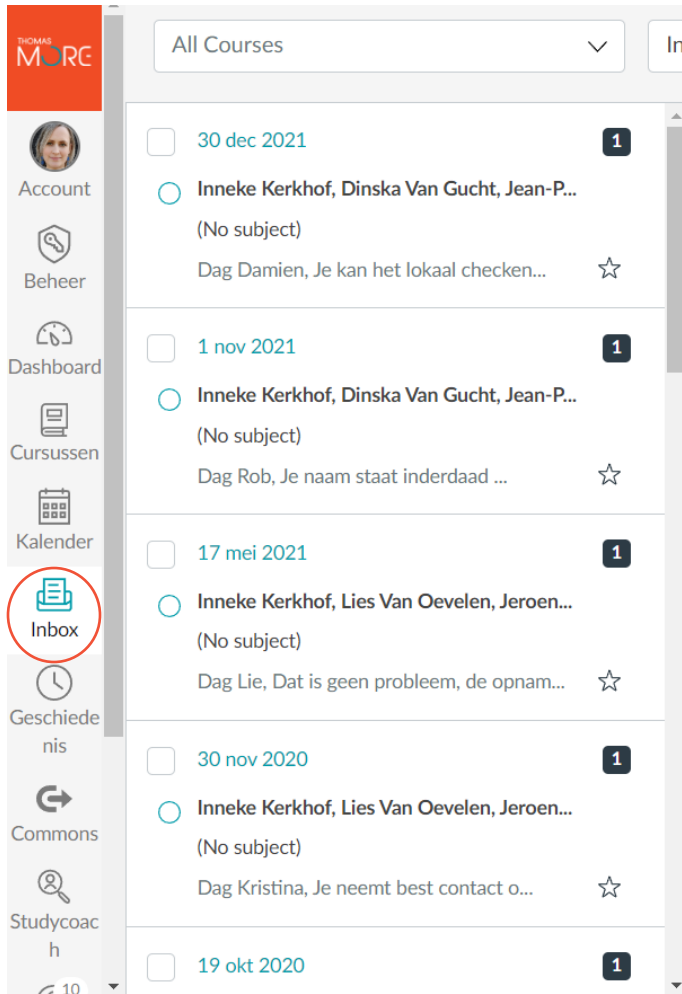 THOMAS
MORE
Account
Beheer
Dashboard
Cursussen
Kalender
Inbox
Geschiede
nis
Commons
Studycoac
h
10
All Courses
In
30 dec 2021
1
Inneke Kerkhof, Dinska Van Gucht, Jean-P...
(No subject)
Dag Damien, Je kan het lokaal checken...
1 nov 2021
1
Inneke Kerkhof, Dinska Van Gucht, Jean-P...
(No subject)
Dag Rob, Je naam staat inderdaad ...
17 mei 2021
1
Inneke Kerkhof, Lies Van Oevelen, Jeroen...
(No subject)
Dag Lie, Dat is geen probleem, de opnam...
30 nov 2020
1
Inneke Kerkhof, Lies Van Oevelen, Jeroen...
(No subject)
Dag Kristina, Je neemt best contact o...
19 okt 2020
1